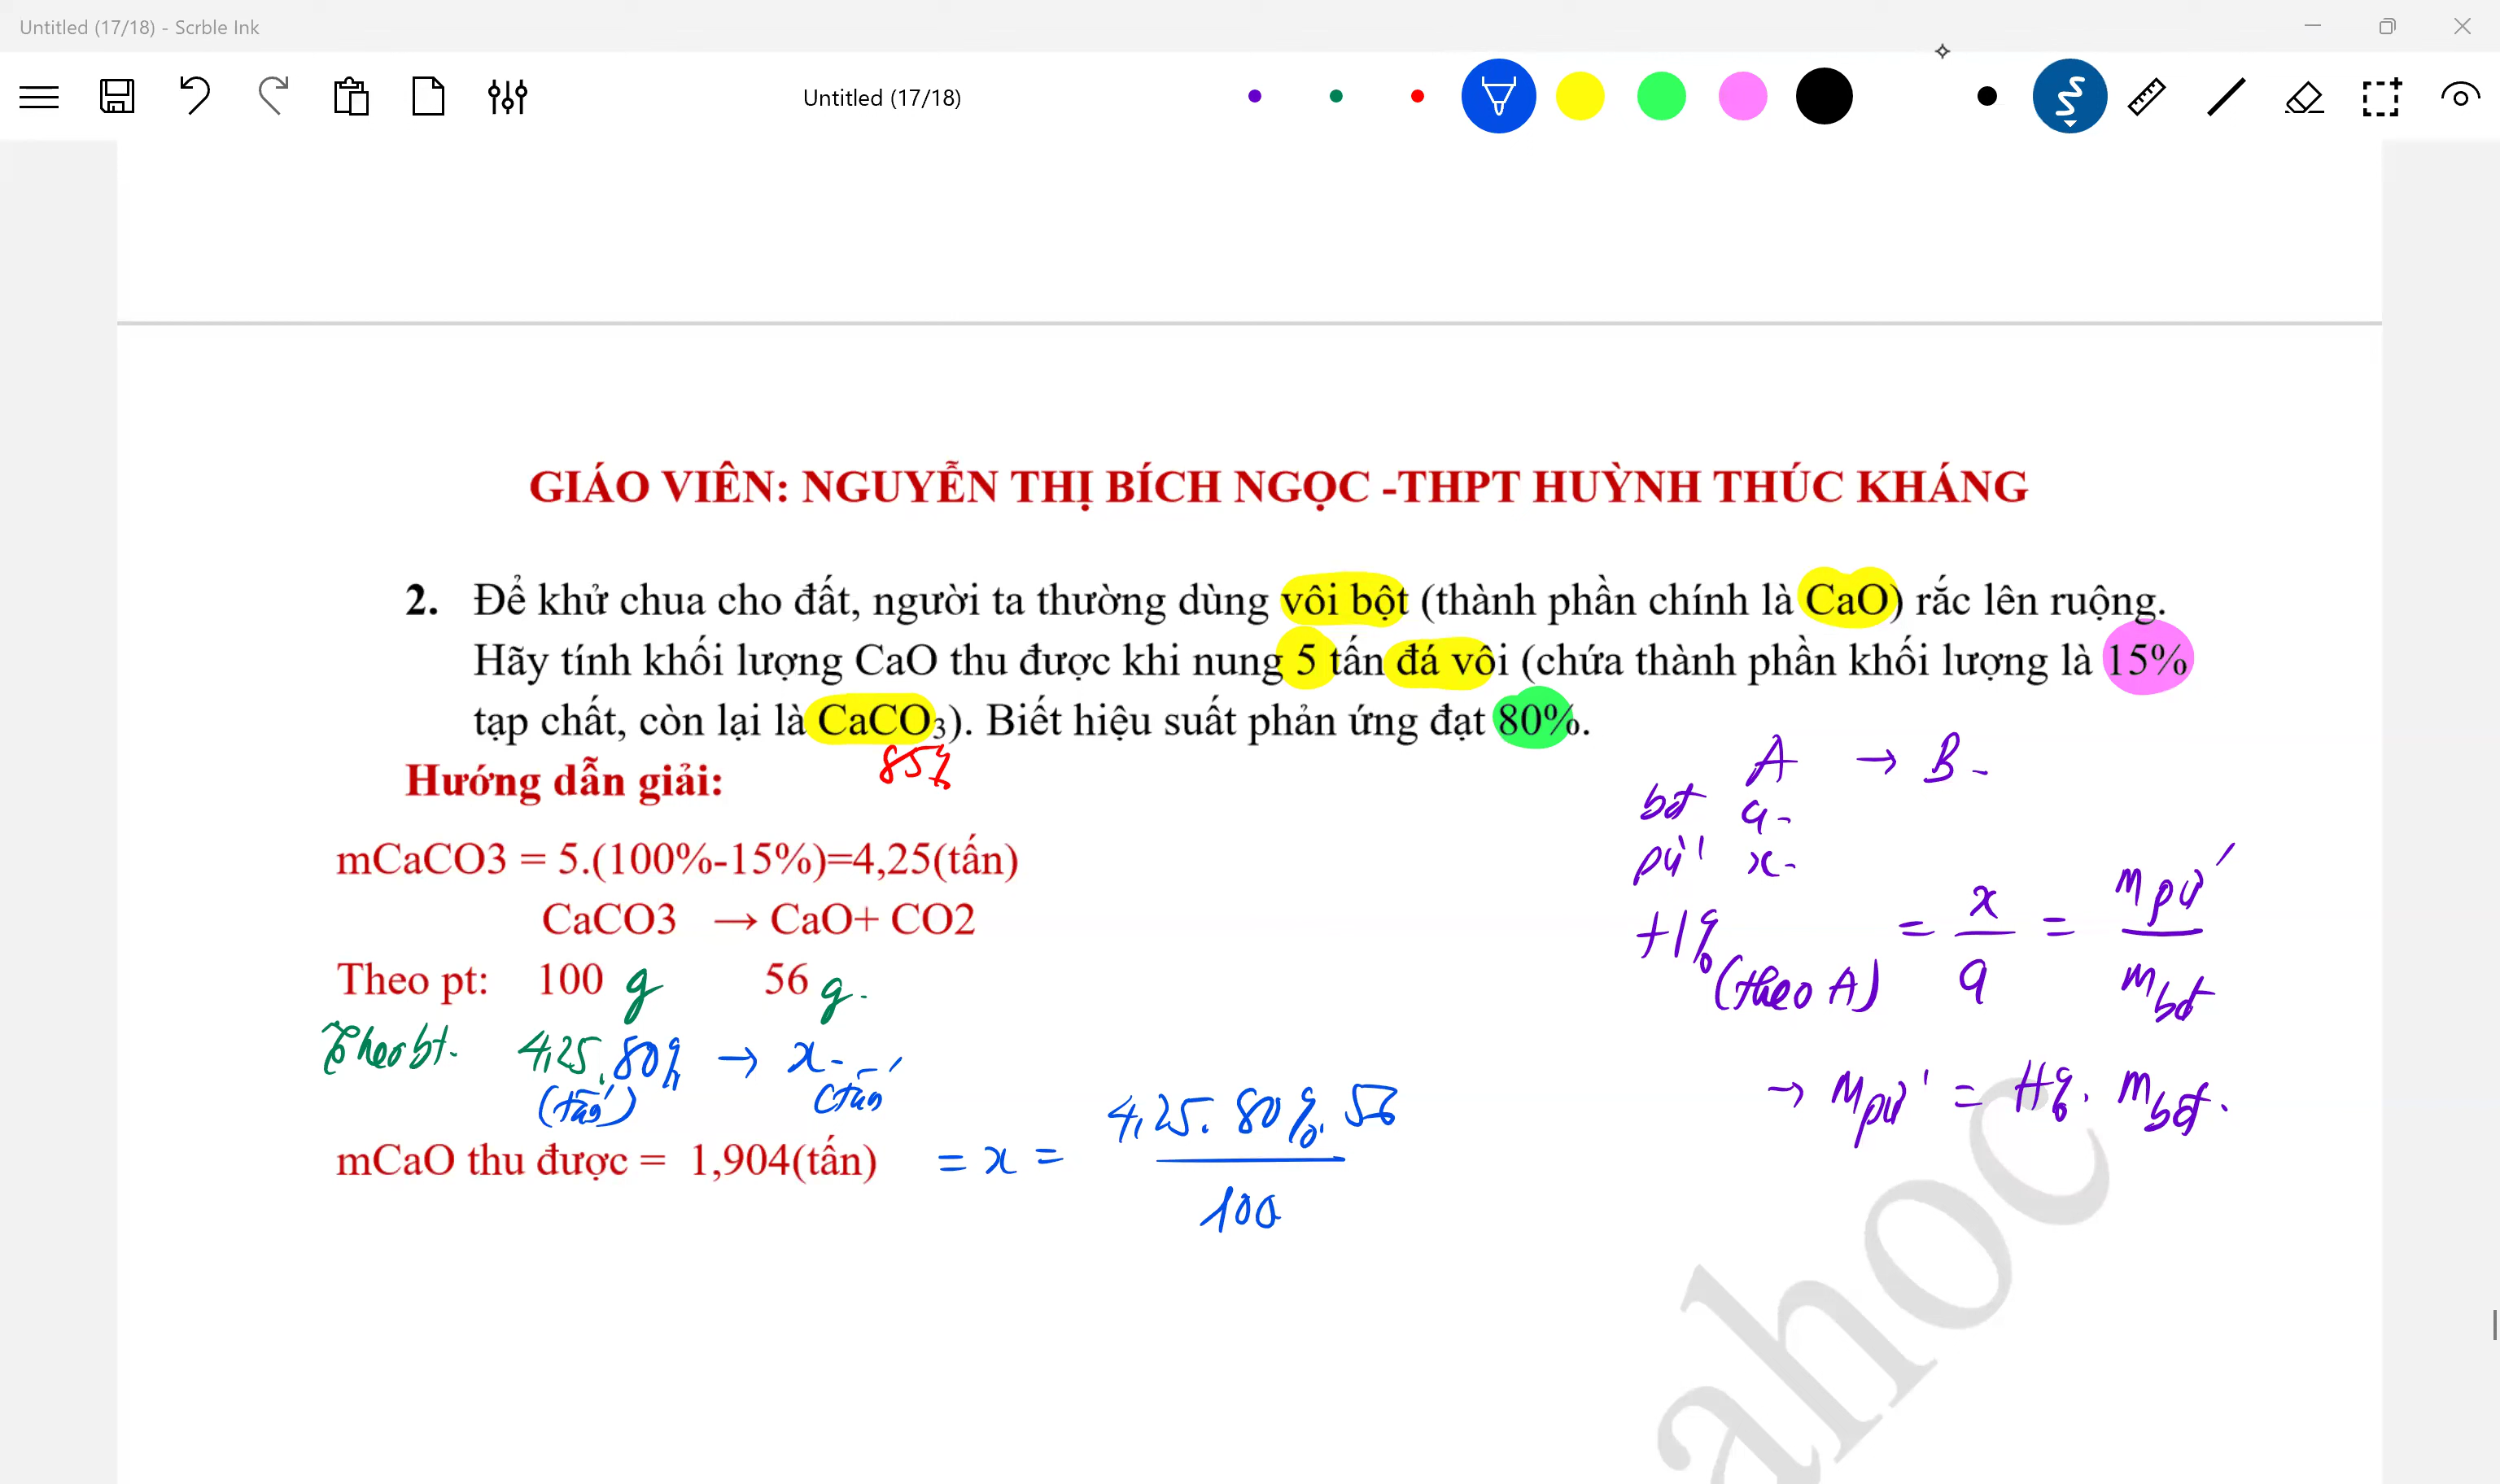 Untitled (17/18) - Scrble Ink
Untitled (17/18)
GIÁO VIÊN: NGUYỄN THỊ BÍCH NGỌC -THPT HUỲNH THÚC KHÁNG
2. Để khử chua cho đất, người ta thường dùng vôi bột (thành phần chính là CaO) rắc lên ruộng.
Hãy tính khối lượng CaO thu được khi nung 5 tấn đá vôi (chứa thành phần khối lượng là 15%
tạp chất, còn lại là CaCO₃). Biết hiệu suất phản ứng đạt 80%.
85%
Hướng dẫn giải:
mCaCO3 = 5.(100%-15%)=4,25(tấn)
CaCO3 → CaO+ CO2
Theo pt: 100 g 56 g.
Theo bt. 4,25.80% → x
(tấn) (tấn
mCaO thu được = 1,904(tấn) = x = 4,25.80%.56
100
A → B
bđ a
pư x
H% (theo A) = x/a = mpư/mbđ
→ mpư = H%. mbđ.
ahoc